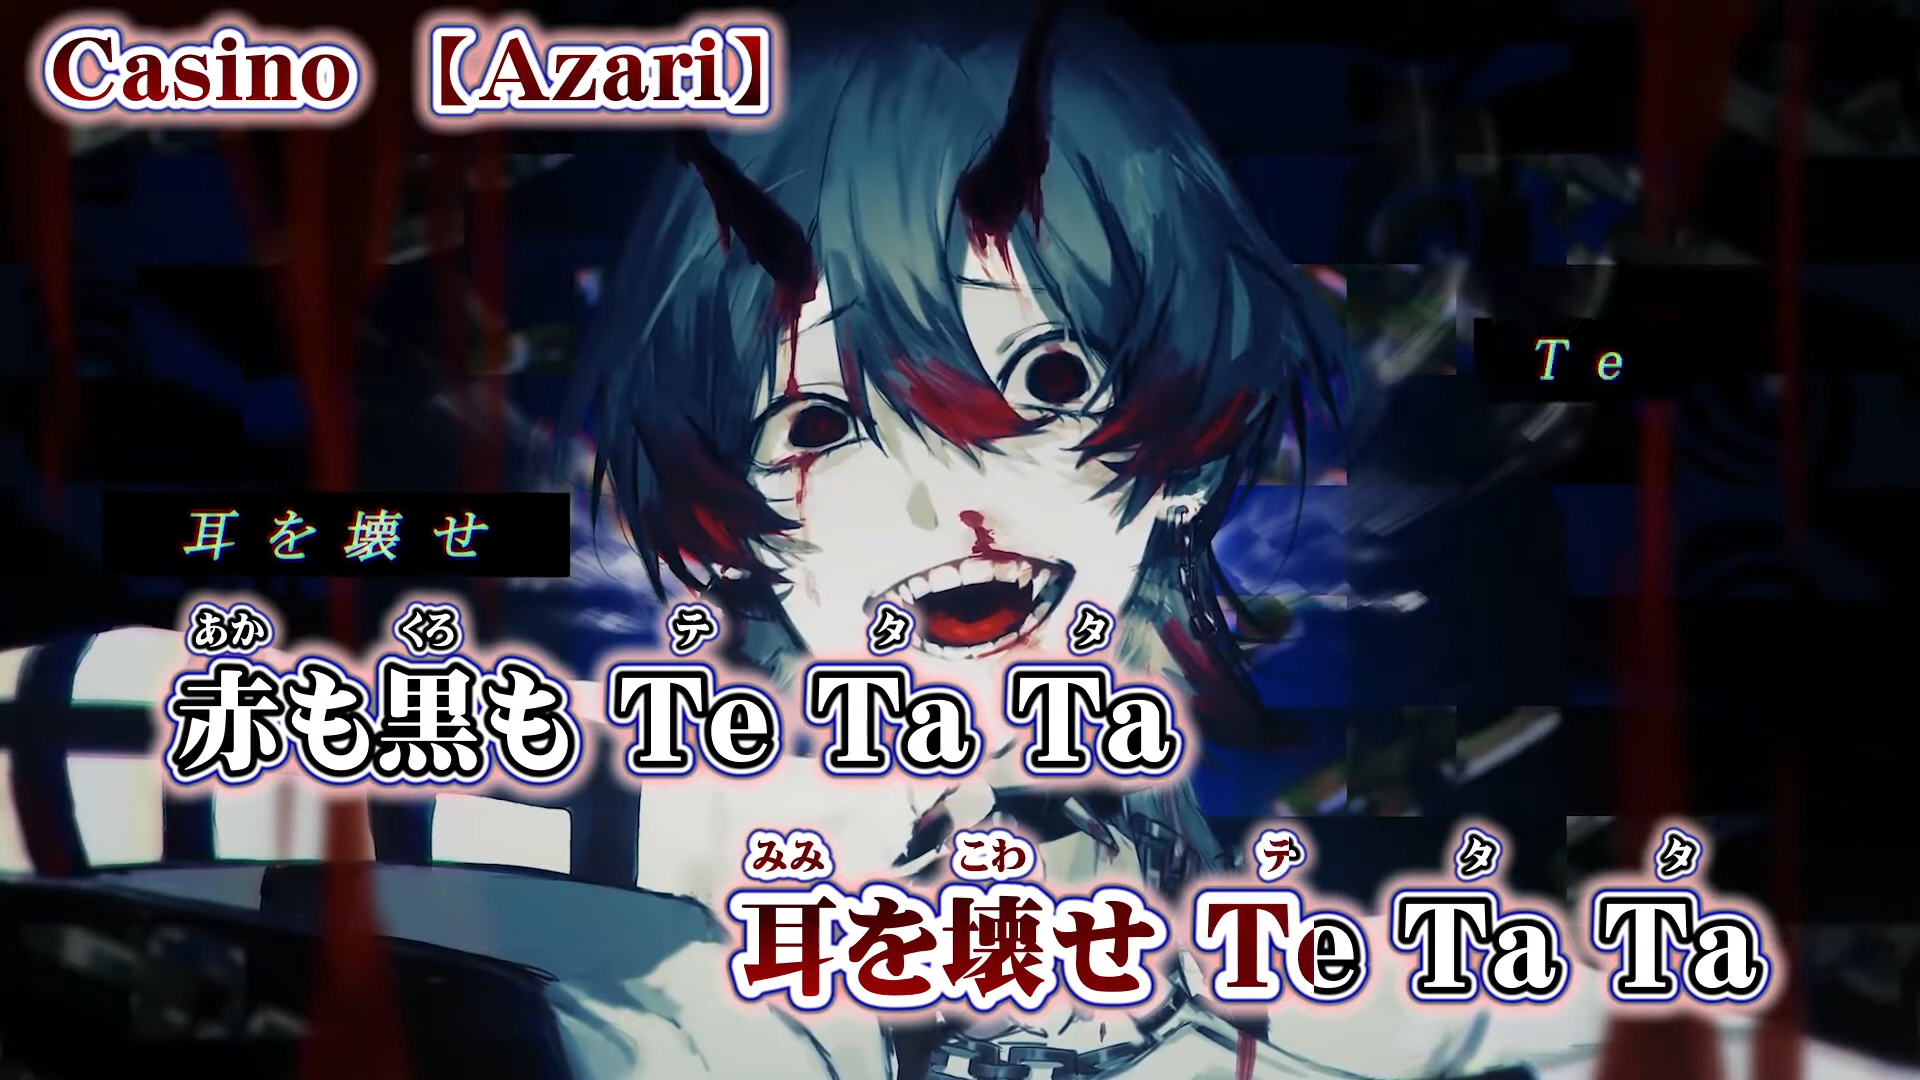 Casino 【Azari】
Te
耳を壊せ
あか くろ テ タ タ
赤も黒も Te Ta Ta
みみ こわ テ タ タ
耳を壊せ Te Ta Ta